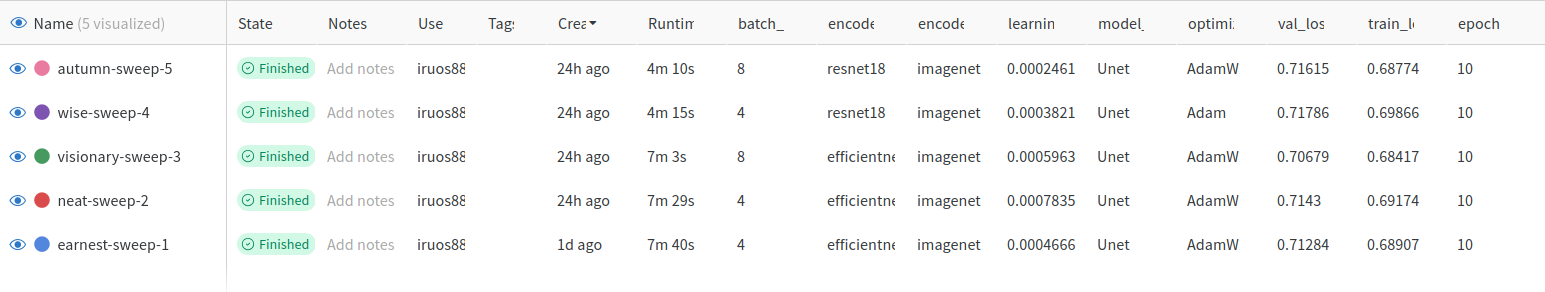 Name (5 visualized) State Notes Use Tags Crea Runtin batch_ encode encode learnin model_ optimi val_los train_l epoch
autumn-sweep-5 Finished Add notes iruos88 24h ago 4m 10s 8 resnet18 imagenet 0.0002461 Unet AdamW 0.71615 0.68774 10
wise-sweep-4 Finished Add notes iruos88 24h ago 4m 15s 4 resnet18 imagenet 0.0003821 Unet Adam 0.71786 0.69866 10
visionary-sweep-3 Finished Add notes iruos88 24h ago 7m 3s 8 efficientne imagenet 0.0005963 Unet AdamW 0.70679 0.68417 10
neat-sweep-2 Finished Add notes iruos88 24h ago 7m 29s 4 efficientne imagenet 0.0007835 Unet AdamW 0.7143 0.69174 10
earnest-sweep-1 Finished Add notes iruos88 1d ago 7m 40s 4 efficientne imagenet 0.0004666 Unet AdamW 0.71284 0.68907 10